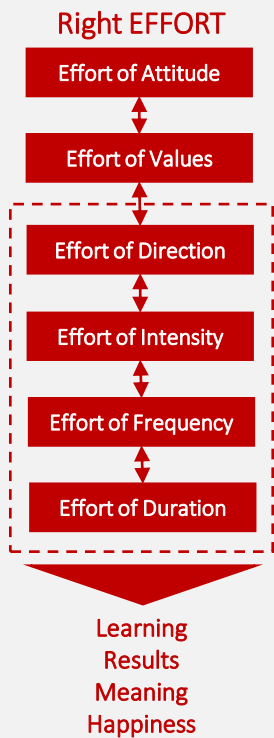 Right EFFORT
Effort of Attitude
Effort of Values
Effort of Direction
Effort of Intensity
Effort of Frequency
Effort of Duration
Learning
Results
Meaning
Happiness